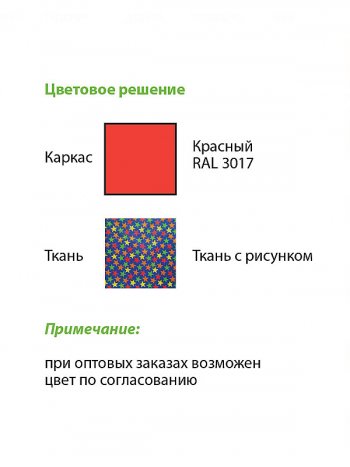 Цветовое решение
Каркас
Красный
RAL 3017
Ткань
Ткань с рисунком
Примечание:
при оптовых заказах возможен
цвет по согласованию